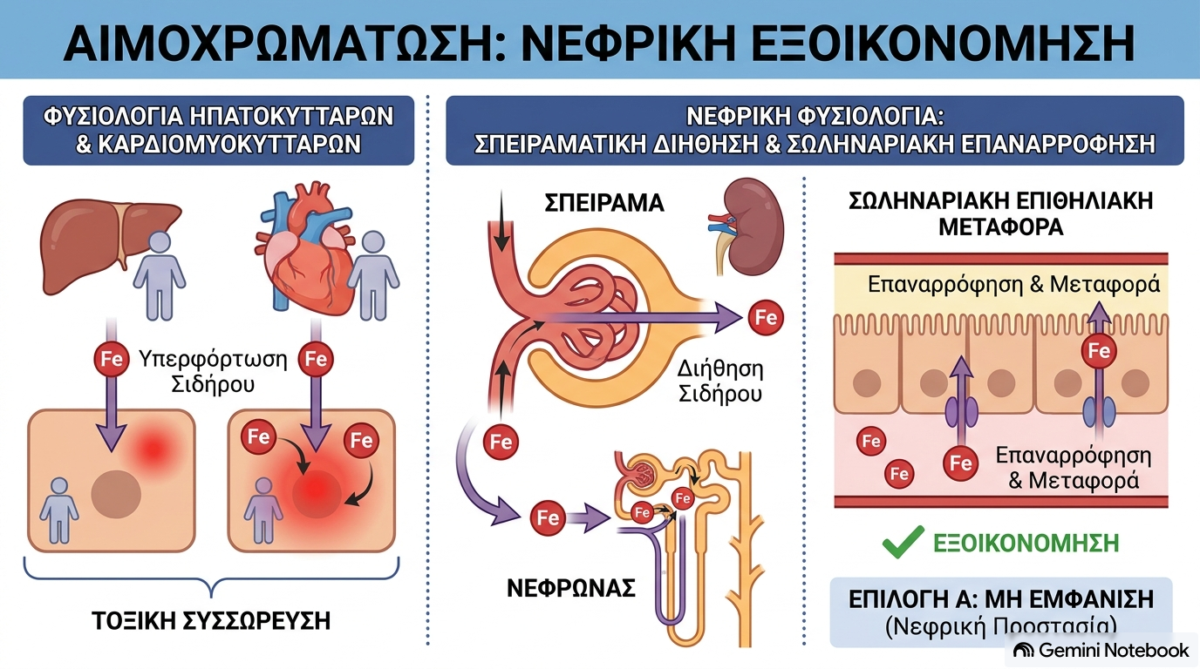 ΑΙΜΟΧΡΩΜΑΤΩΣΗ: ΝΕΦΡΙΚΗ ΕΞΟΙΚΟΝΟΜΗΣΗ
ΦΥΣΙΟΛΟΓΙΑ ΗΠΑΤΟΚΥΤΤΑΡΩΝ
& ΚΑΡΔΙΟΜΥΟΚΥΤΤΑΡΩΝ
Fe
Υπερφόρτωση
Σιδήρου
Fe
Fe
Fe
ΤΟΞΙΚΗ ΣΥΣΣΩΡΕΥΣΗ
ΝΕΦΡΙΚΗ ΦΥΣΙΟΛΟΓΙΑ:
ΣΠΕΙΡΑΜΑΤΙΚΗ ΔΙΗΘΗΣΗ & ΣΩΛΗΝΑΡΙΑΚΗ ΕΠΑΝΑΡΡΟΦΗΣΗ
ΣΠΕΙΡΑΜΑ
Fe
Διήθηση
Σιδήρου
Fe
Fe
Fe
Fe
ΝΕΦΡΩΝΑΣ
ΣΩΛΗΝΑΡΙΑΚΗ ΕΠΙΘΗΛΙΑΚΗ
ΜΕΤΑΦΟΡΑ
Επαναρρόφηση & Μεταφορά
Fe
Fe
Fe
Fe
Επαναρρόφηση
& Μεταφορά
ΕΞΟΙΚΟΝΟΜΗΣΗ
ΕΠΙΛΟΓΗ Α: ΜΗ ΕΜΦΑΝΙΣΗ
(Νεφρική Προστασία)
Gemini Notebook